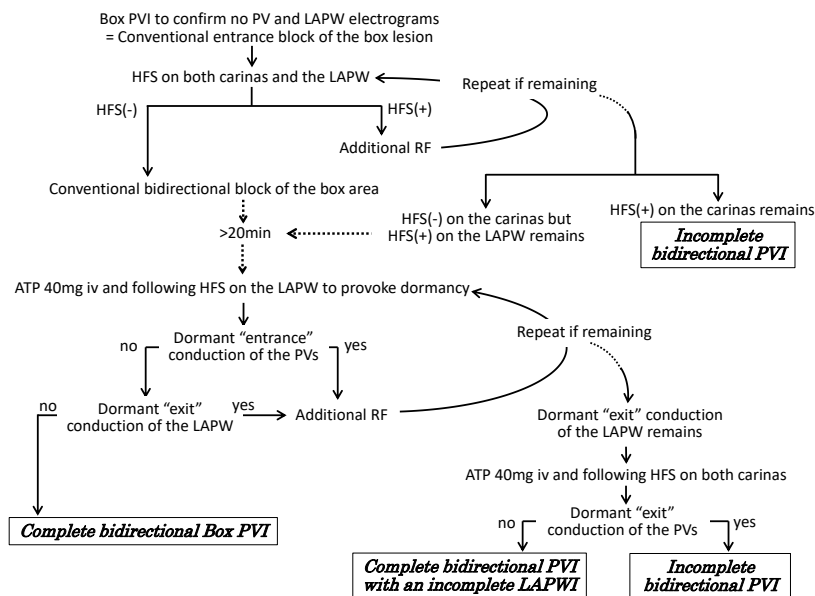 Box PVI to confirm no PV and LAPW electrograms
= Conventional entrance block of the box lesion
HFS on both carinas and the LAPW
Repeat if remaining
HFS(-)
HFS(+)
Additional RF
Conventional bidirectional block of the box area
HFS(-) on the carinas but
HFS(+) on the LAPW remains
HFS(+) on the carinas remains
Incomplete
bidirectional PVI
>20min
ATP 40mg iv and following HFS on the LAPW to provoke dormancy
Repeat if remaining
no
Dormant “entrance”
conduction of the PVs
yes
no
Dormant “exit”
conduction of the LAPW
yes
Additional RF
Dormant “exit” conduction
of the LAPW remains
ATP 40mg iv and following HFS on both carinas
Complete bidirectional Box PVI
no
Dormant “exit”
conduction of the PVs
yes
Complete bidirectional PVI
with an incomplete LAPWI
Incomplete
bidirectional PVI